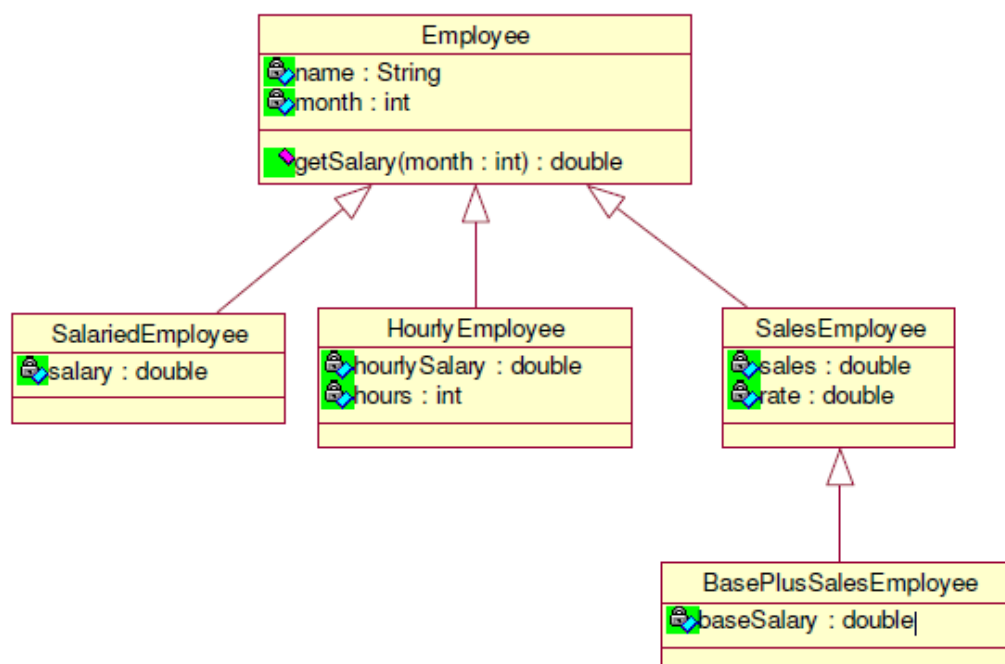 Employee
name : String
month : int
getSalary(month : int) : double
SalariedEmployee
salary : double
HourlyEmployee
hourlySalary : double
hours : int
SalesEmployee
sales : double
rate : double
BasePlusSalesEmployee
baseSalary : double